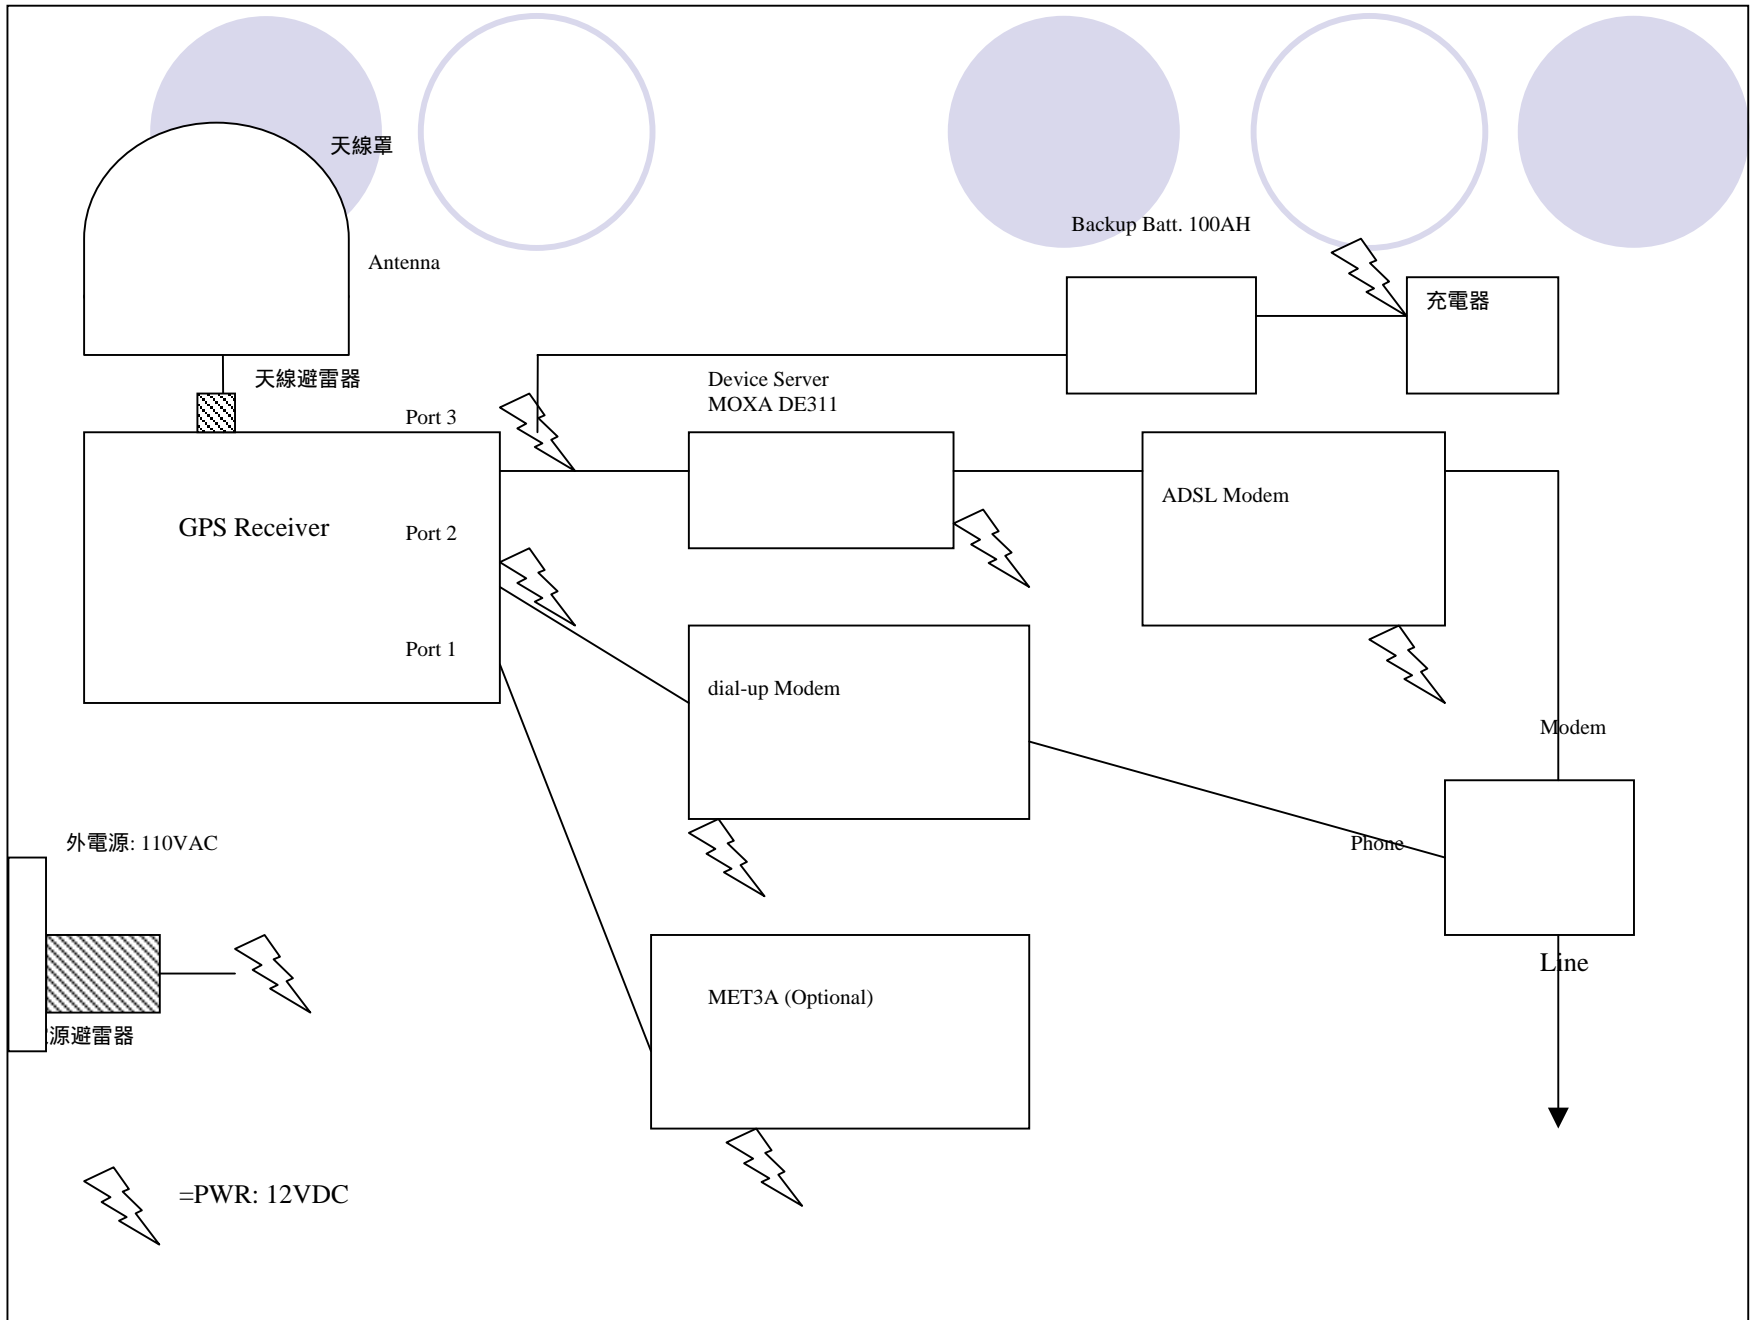 天線罩
Backup Batt. 100AH
Antenna
充電器
天線避雷器
Device Server
MOXA DE311
Port 3
ADSL Modem
GPS Receiver
Port 2
Port 1
dial-up Modem
Modem
外電源: 110VAC
Phone
Line
MET3A (Optional)
源避雷器
=PWR: 12VDC